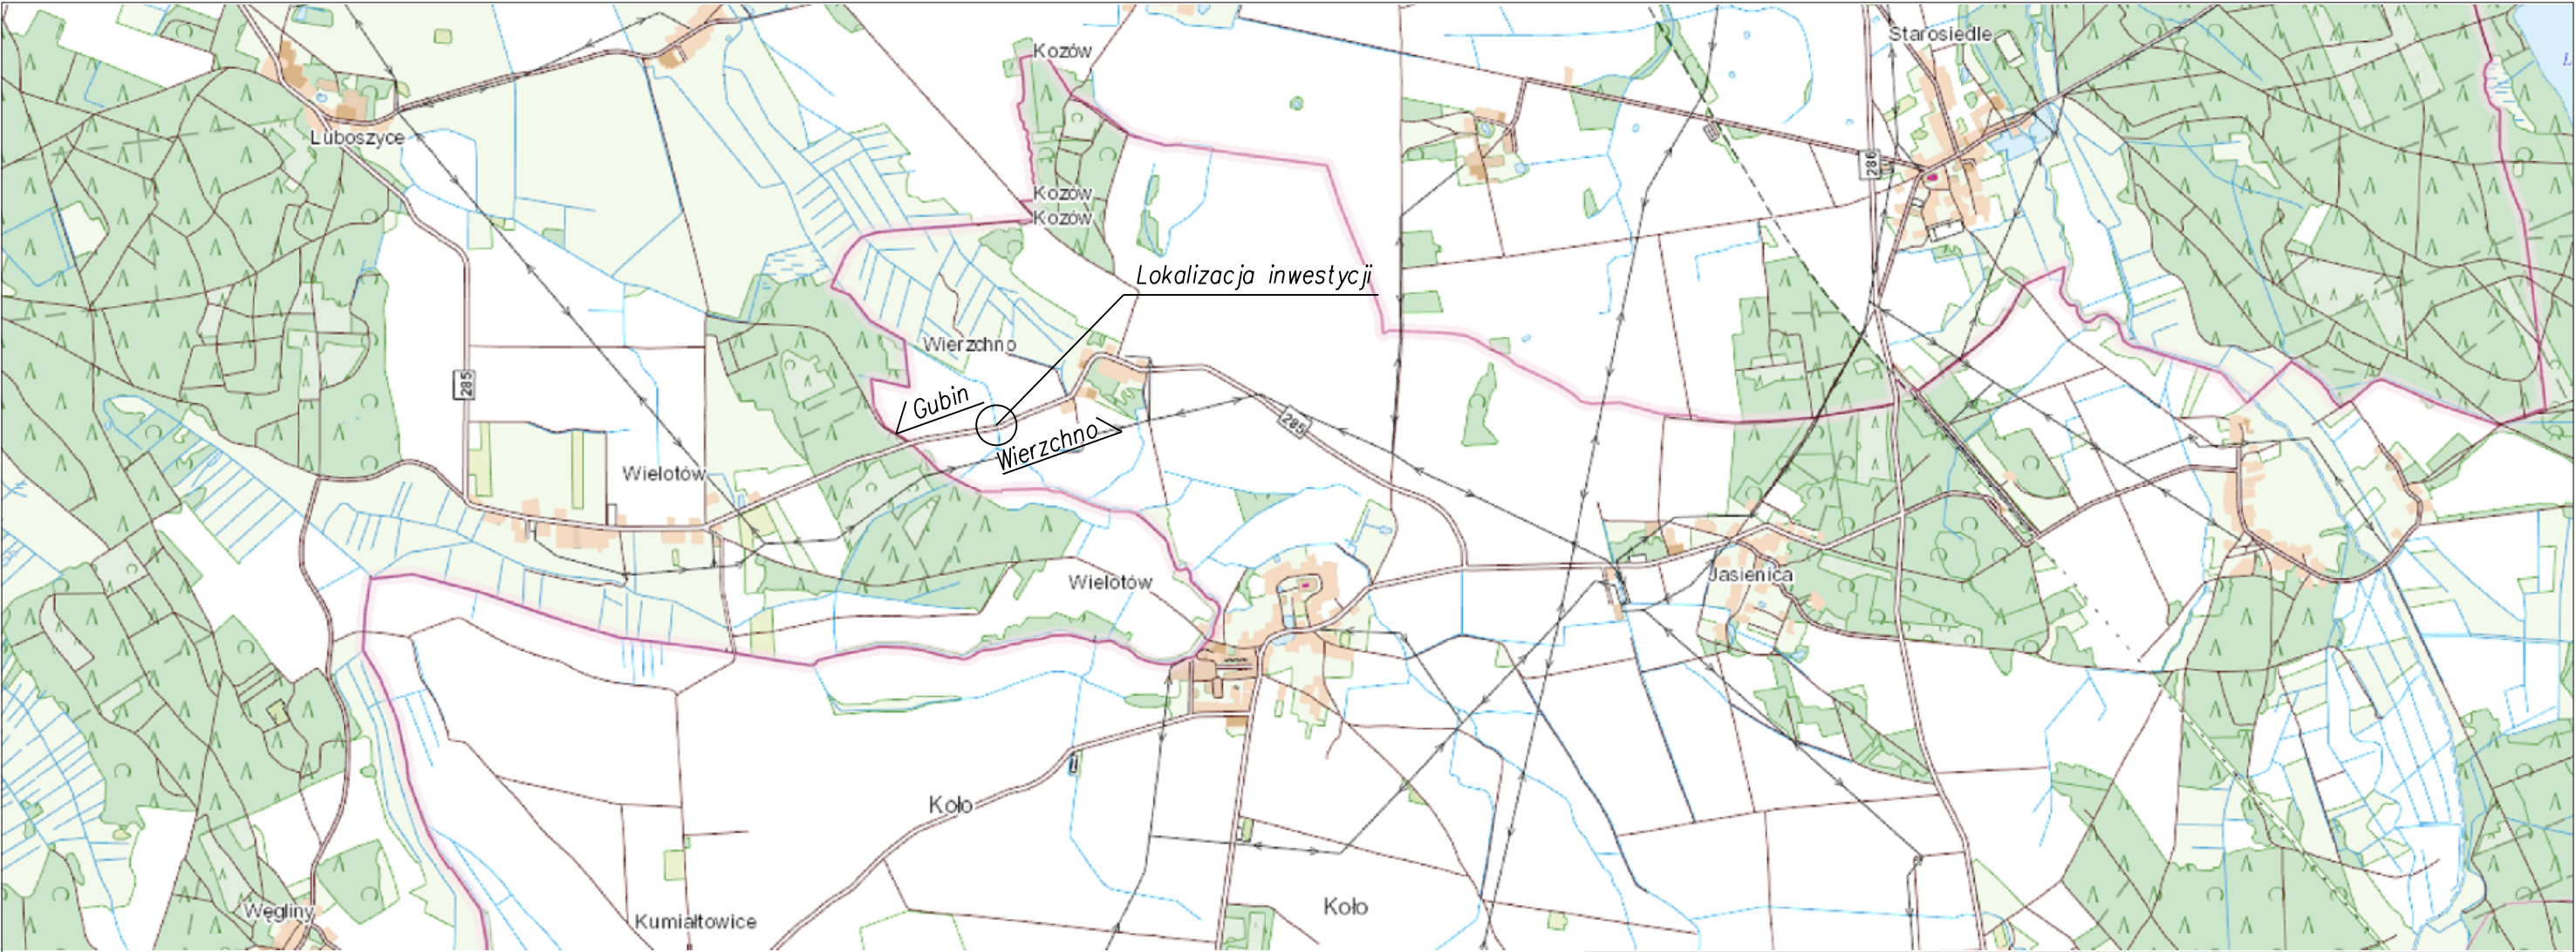 Starosiedle
Kozów
Luboszyce
286
Kozów
Kozów
Lokalizacja inwestycji
Wierzchno
285
Gubin
285
Wierzchno
Wielotów
Jasienica
Wielotów
Koło
Węgliny
Koło
Kumiałtowice